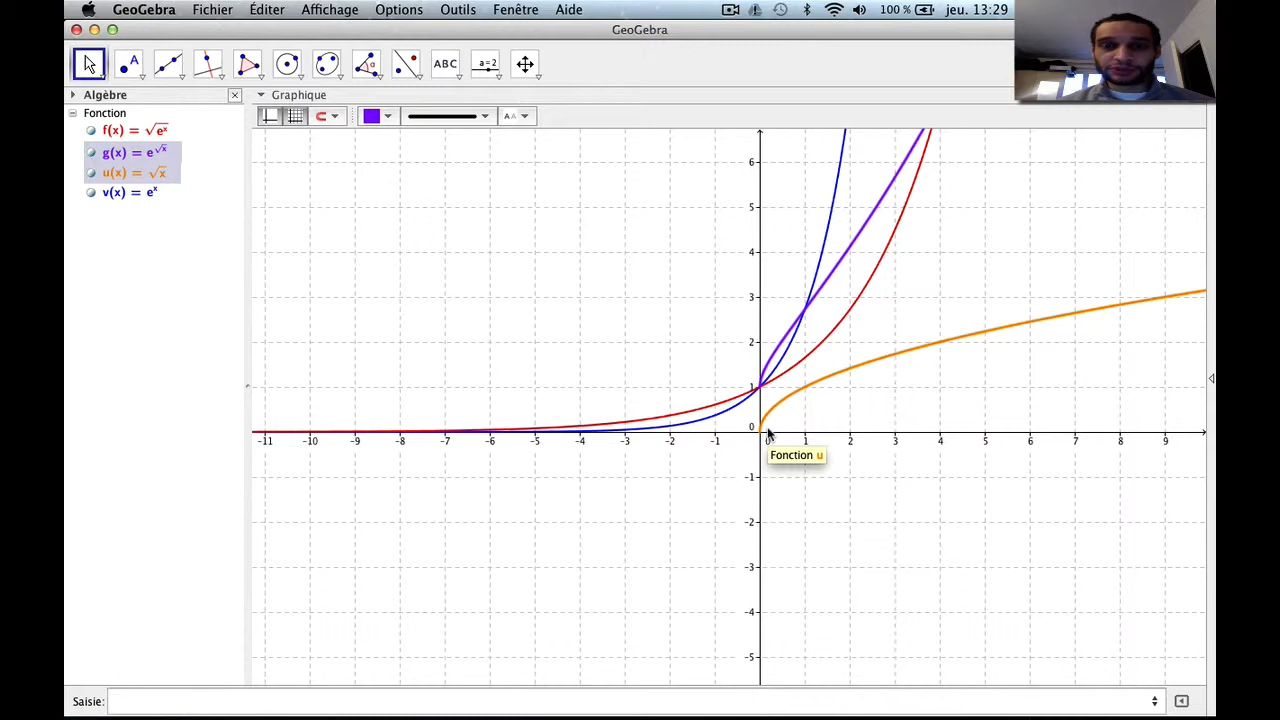 GeoGebra Fichier Éditer Affichage Options Outils Fenêtre Aide 100 % jeu. 13:29
GeoGebra
A α ABC a=2
Algèbre
Graphique
Fonction
AA
f(x) = √eˣ
g(x) = e^√x
u(x) = √x
v(x) = eˣ
6
5
4
3
2
1
0
-11 -10 -9 -8 -7 -6 -5 -4 -3 -2 -1 0 1 2 3 4 5 6 7 8 9
Fonction u
-1
-2
-3
-4
-5
Saisie: